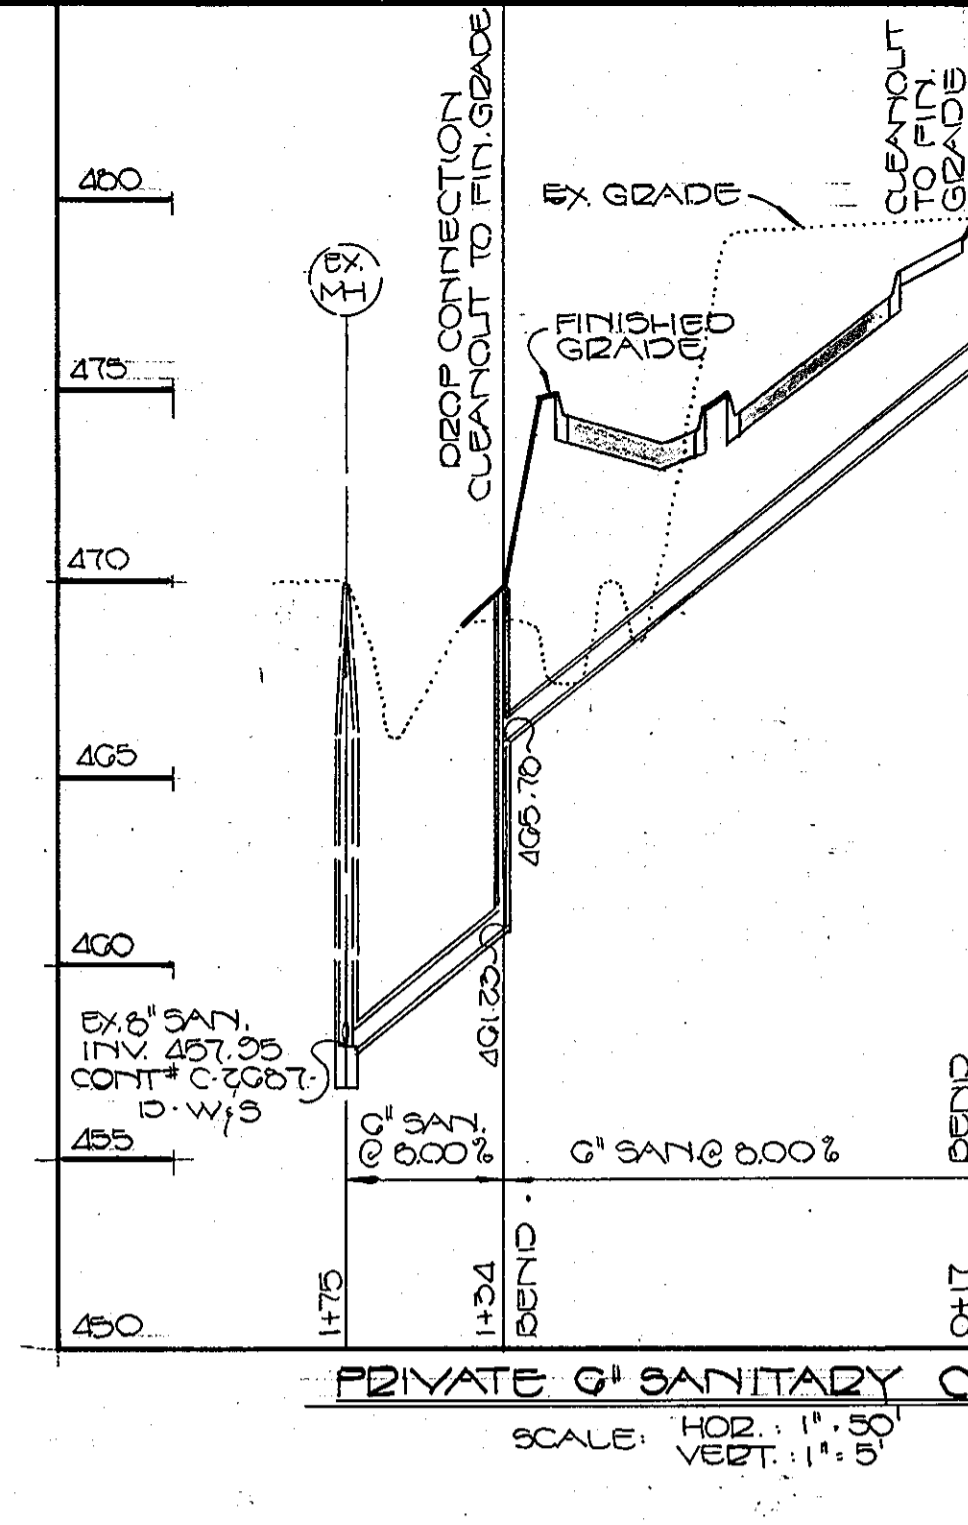 DROP CONNECTION
CLEANOUT TO FIN. GRADE
CLEANOUT
TO FIN.
GRADE
480
EX. GRADE
EX.
MH
FINISHED
GRADE
475
470
465
465.70
460
461.23
EX. 8" SAN.
INV. 457.95
CONT# C-2687-
D-W&S
6" SAN.
@ 8.00%
6" SAN @ 8.00%
BEND
455
1+75
1+34
BEND
0+17
450
PRIVATE 6" SANITARY
SCALE: HOR.: 1" = 50'
VERT.: 1" = 5'